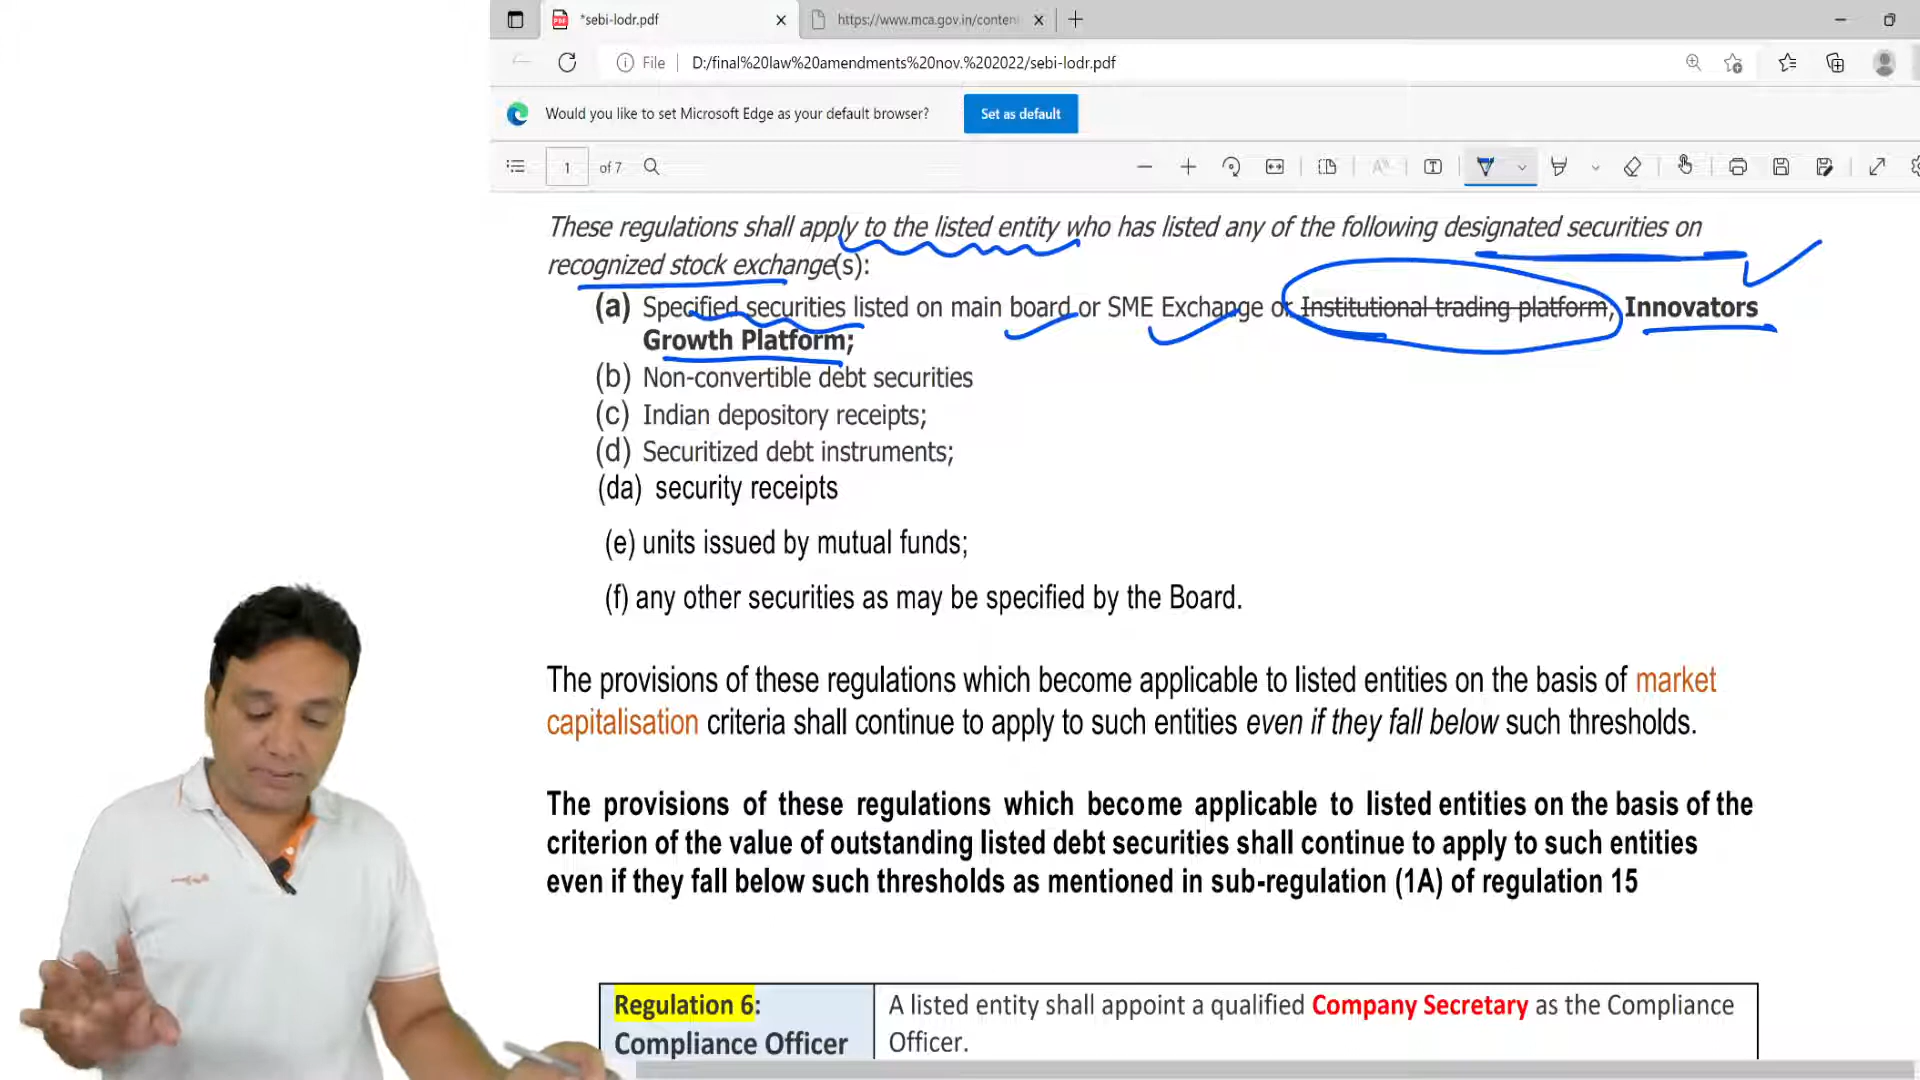 *sebi-lodr.pdf
https://www.mca.gov.in/conten
File D:/final%20law%20amendments%20nov.%202022/sebi-lodr.pdf
Would you like to set Microsoft Edge as your default browser? Set as default
1 of 7
These regulations shall apply to the listed entity who has listed any of the following designated securities on
recognized stock exchange(s):
(a) Specified securities listed on main board or SME Exchange or Institutional trading platform, Innovators
Growth Platform;
(b) Non-convertible debt securities
(c) Indian depository receipts;
(d) Securitized debt instruments;
(da) security receipts
(e) units issued by mutual funds;
(f) any other securities as may be specified by the Board.
The provisions of these regulations which become applicable to listed entities on the basis of market
capitalisation criteria shall continue to apply to such entities even if they fall below such thresholds.
The provisions of these regulations which become applicable to listed entities on the basis of the
criterion of the value of outstanding listed debt securities shall continue to apply to such entities
even if they fall below such thresholds as mentioned in sub-regulation (1A) of regulation 15
Regulation 6:
Compliance Officer
A listed entity shall appoint a qualified Company Secretary as the Compliance
Officer.